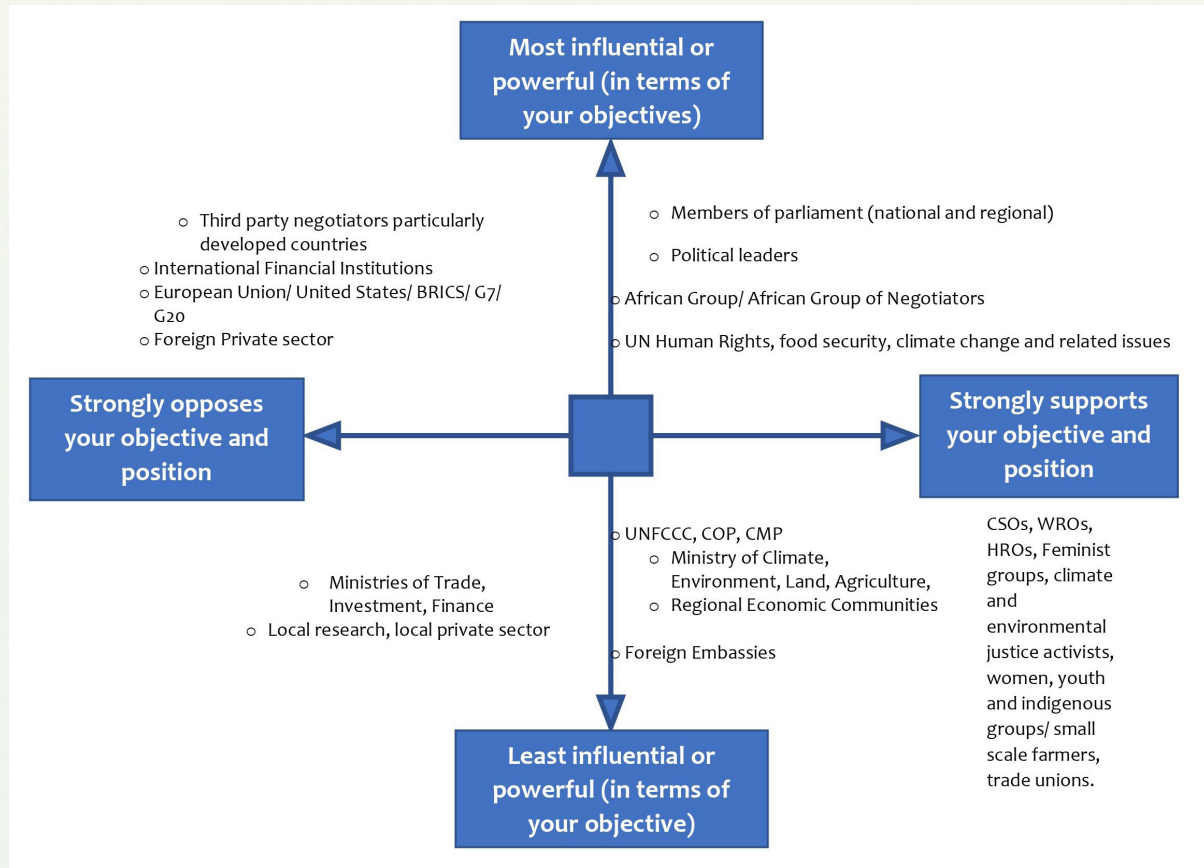 Most influential or
powerful (in terms of
your objectives)
○ Third party negotiators particularly
developed countries
○ International Financial Institutions
○ European Union/ United States/ BRICS/ G7/
G20
○ Foreign Private sector
○ Members of parliament (national and regional)
○ Political leaders
○ African Group/ African Group of Negotiators
○ UN Human Rights, food security, climate change and related issues
Strongly opposes
your objective and
position
Strongly supports
your objective and
position
○ Ministries of Trade,
Investment, Finance
○ Local research, local private sector
○ UNFCCC, COP, CMP
○ Ministry of Climate,
Environment, Land, Agriculture,
○ Regional Economic Communities
○ Foreign Embassies
CSOs, WROs,
HROs, Feminist
groups, climate
and
environmental
justice activists,
women, youth
and indigenous
groups/ small
scale farmers,
trade unions.
Least influential or
powerful (in terms of
your objective)